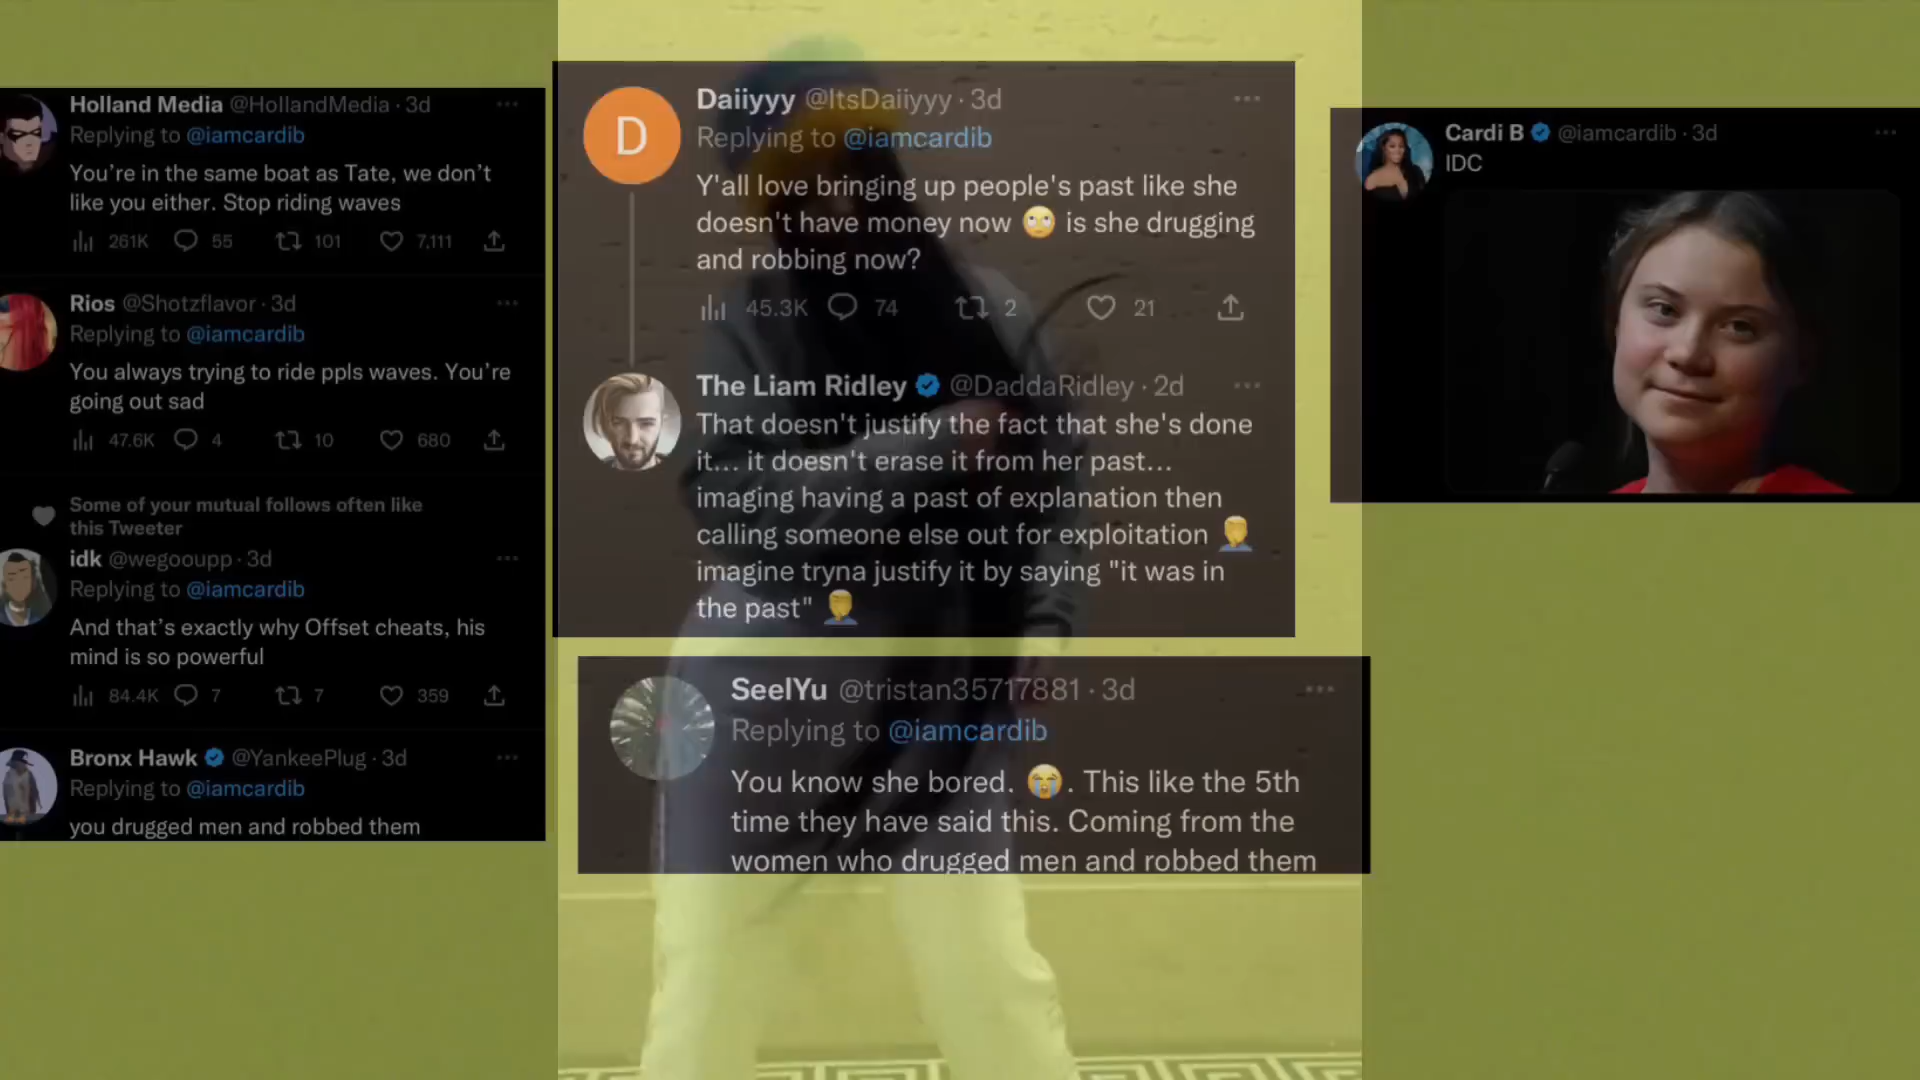 Holland Media @HollandMedia · 3d
Replying to @iamcardib
You’re in the same boat as Tate, we don’t
like you either. Stop riding waves
261K 55 101 7,111
Rios @Shotzflavor · 3d
Replying to @iamcardib
You always trying to ride ppls waves. You’re
going out sad
47.6K 4 10 680
Some of your mutual follows often like
this Tweeter
idk @wegooupp · 3d
Replying to @iamcardib
And that’s exactly why Offset cheats, his
mind is so powerful
84.4K 7 7 359
Bronx Hawk @YankeePlug · 3d
Replying to @iamcardib
you drugged men and robbed them
D
Daiiyyy @ItsDaiiyyy · 3d
Replying to @iamcardib
Y'all love bringing up people's past like she
doesn't have money now 🙄 is she drugging
and robbing now?
45.3K 74 2 21
The Liam Ridley @DaddaRidley · 2d
That doesn't justify the fact that she's done
it... it doesn't erase it from her past...
imaging having a past of explanation then
calling someone else out for exploitation 🤦‍♂️
imagine tryna justify it by saying "it was in
the past" 🤦‍♂️
SeelYu @tristan35717881 · 3d
Replying to @iamcardib
You know she bored. 😭. This like the 5th
time they have said this. Coming from the
women who drugged men and robbed them
Cardi B @iamcardib · 3d
IDC